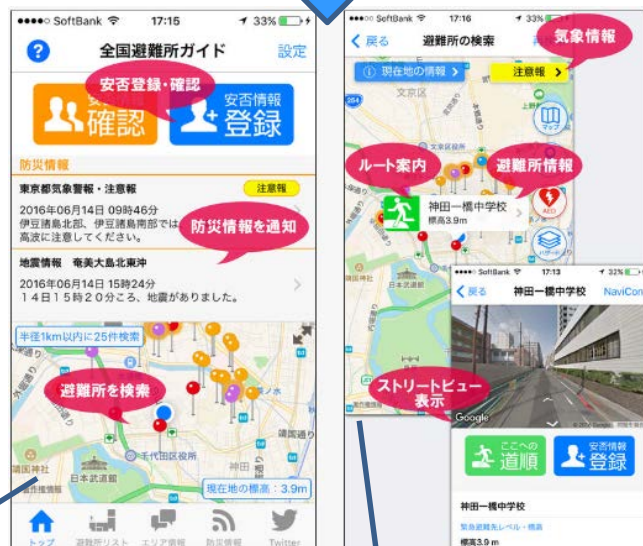 SoftBank 17:15 33%
全国避難所ガイド 設定
安否登録・確認
確認
安否情報
登録
防災情報
東京都気象警報・注意報 注意報
2016年06月14日 09時46分
伊豆諸島北部、伊豆諸島南部では
高波に注意してください。
防災情報を通知
地震情報 奄美大島北東沖
2016年06月14日 15時24分
14日15時20分ころ、地震がありました。
半径1km以内に25件検索
避難所を検索
千代田区役所
靖国通り
神田
靖国神社
日本武道館
現在地の標高：3.9m
トップ 避難所リスト エリア情報 防災情報 Twitter
SoftBank 17:16 33%
戻る 避難所の検索
気象情報
現在地の情報 注意報
文京区
254
文京区役所
マップ
ルート案内 避難所情報
神田一橋中学校
標高3.9m
AED
日本武道館
SoftBank 17:13 32%
戻る 神田一橋中学校 NaviCon
ストリートビュー
表示
Google
ここへの
道順
安否情報
登録
神田一橋中学校
緊急避難先レベル・標高
標高3.9 m